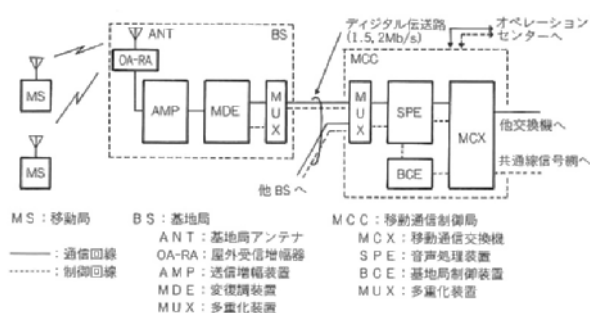 ANT
BS
OA-RA
AMP
MDE
MUX
MS
MS
ディジタル伝送路
(1.5, 2Mb/s)
オペレーション
センターへ
MCC
MUX
SPE
BCE
MCX
他交換機へ
共通線信号網へ
他BSへ
MS：移動局
通信回線
制御回線
BS：基地局
ANT：基地局アンテナ
OA-RA：屋外受信増幅器
AMP：送信増幅装置
MDE：変復調装置
MUX：多重化装置
MCC：移動通信制御局
MCX：移動通信交換機
SPE：音声処理装置
BCE：基地局制御装置
MUX：多重化装置